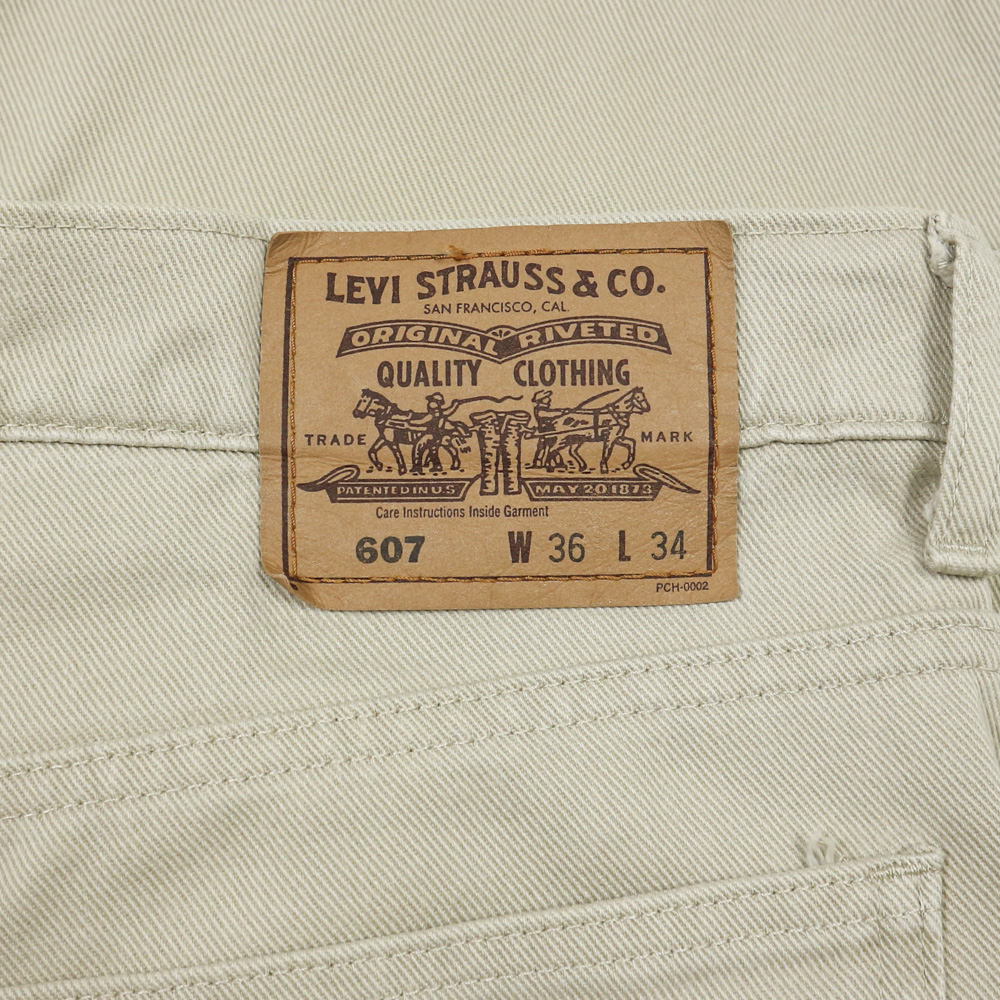 LEVI STRAUSS & CO.
SAN FRANCISCO, CAL.
ORIGINAL RIVETED
QUALITY CLOTHING
TRADE MARK
PATENTED IN U.S. MAY 20 1873
Care Instructions Inside Garment
607 W 36 L 34
PCH-0002